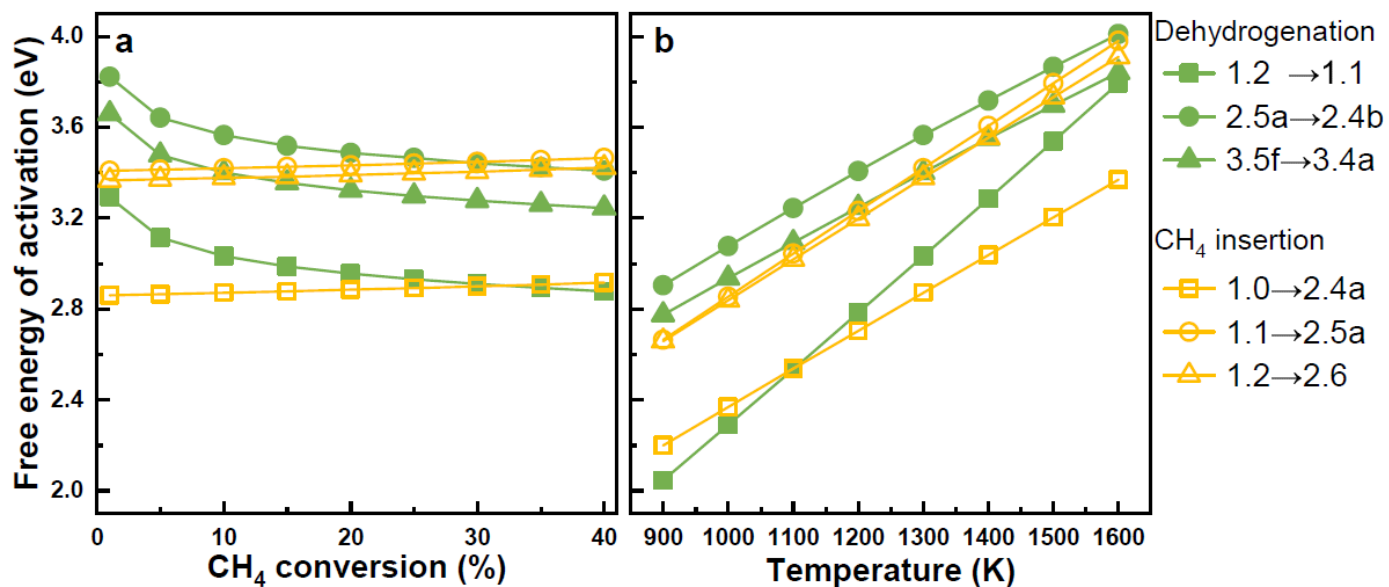 a
b
Free energy of activation (eV)
4.0
3.6
3.2
2.8
2.4
2.0
0 10 20 30 40
CH₄ conversion (%)
900 1000 1100 1200 1300 1400 1500 1600
Temperature (K)
Dehydrogenation
1.2 →1.1
2.5a→2.4b
3.5f→3.4a
CH₄ insertion
1.0→2.4a
1.1→2.5a
1.2→2.6